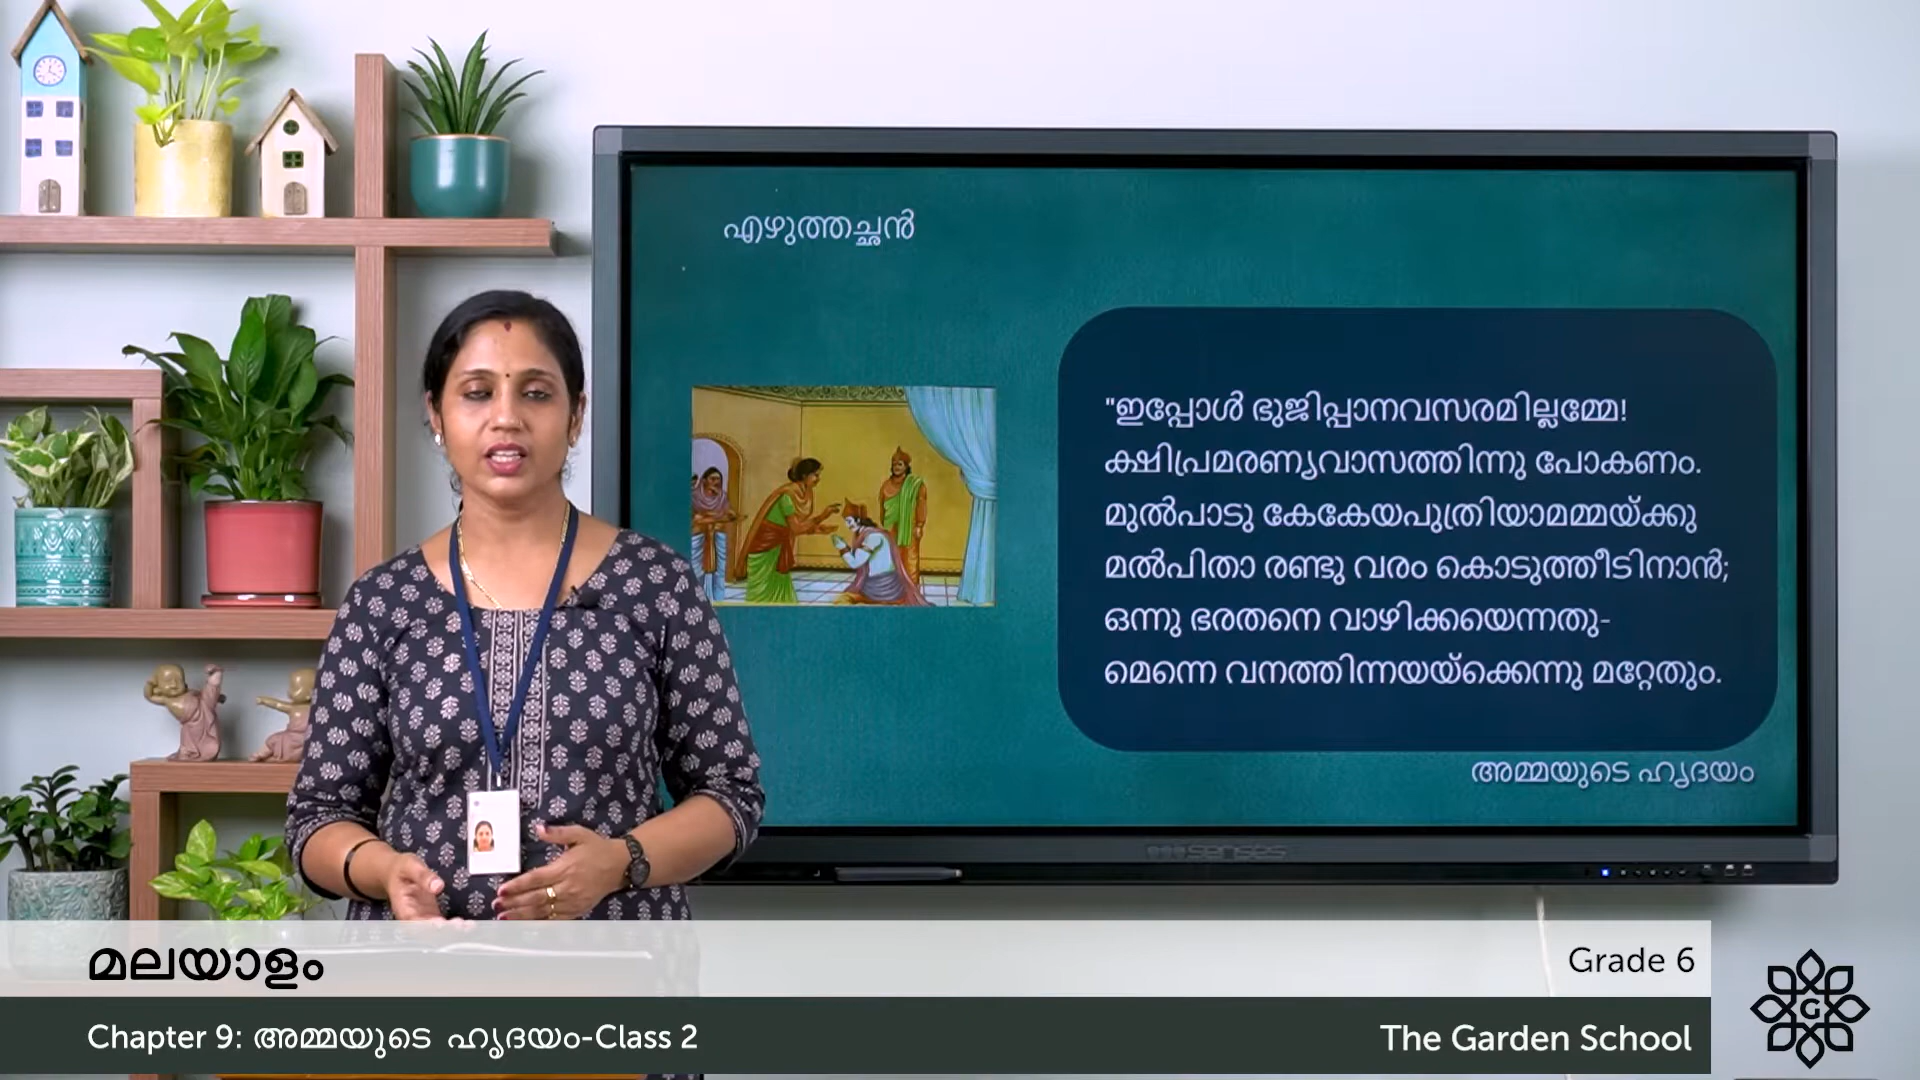 എഴുത്തച്ഛൻ
"ഇപ്പോൾ ഭുജിപ്പാനവസരമില്ലമ്മേ!
ക്ഷിപ്രമരണ്യവാസത്തിന്നു പോകണം.
മുൽപാടു കേകേയപുത്രിയാമമ്മയ്ക്കു
മൽപിതാ രണ്ടു വരം കൊടുത്തീടിനാൻ;
ഒന്നു ഭരതനെ വാഴിക്കയെന്നതു-
മെന്നെ വനത്തിന്നയയ്ക്കെന്നു മറ്റേതും.
അമ്മയുടെ ഹൃദയം
മലയാളം
Grade 6
Chapter 9: അമ്മയുടെ ഹൃദയം-Class 2
The Garden School
G